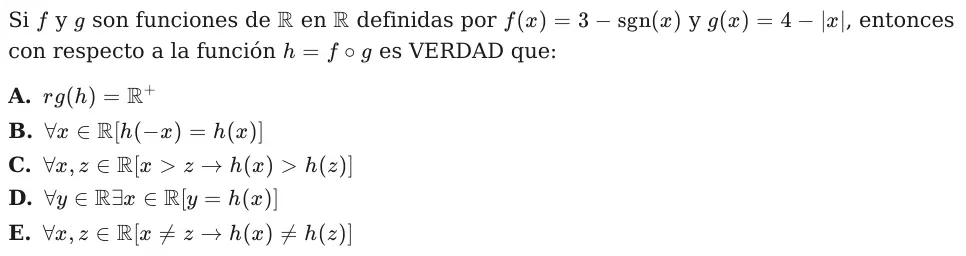 Si f y g son funciones de ℝ en ℝ definidas por f(x) = 3 − sgn(x) y g(x) = 4 − |x|, entonces
con respecto a la función h = f ∘ g es VERDAD que:
A. rg(h) = ℝ⁺
B. ∀x ∈ ℝ[h(−x) = h(x)]
C. ∀x, z ∈ ℝ[x > z → h(x) > h(z)]
D. ∀y ∈ ℝ∃x ∈ ℝ[y = h(x)]
E. ∀x, z ∈ ℝ[x ≠ z → h(x) ≠ h(z)]